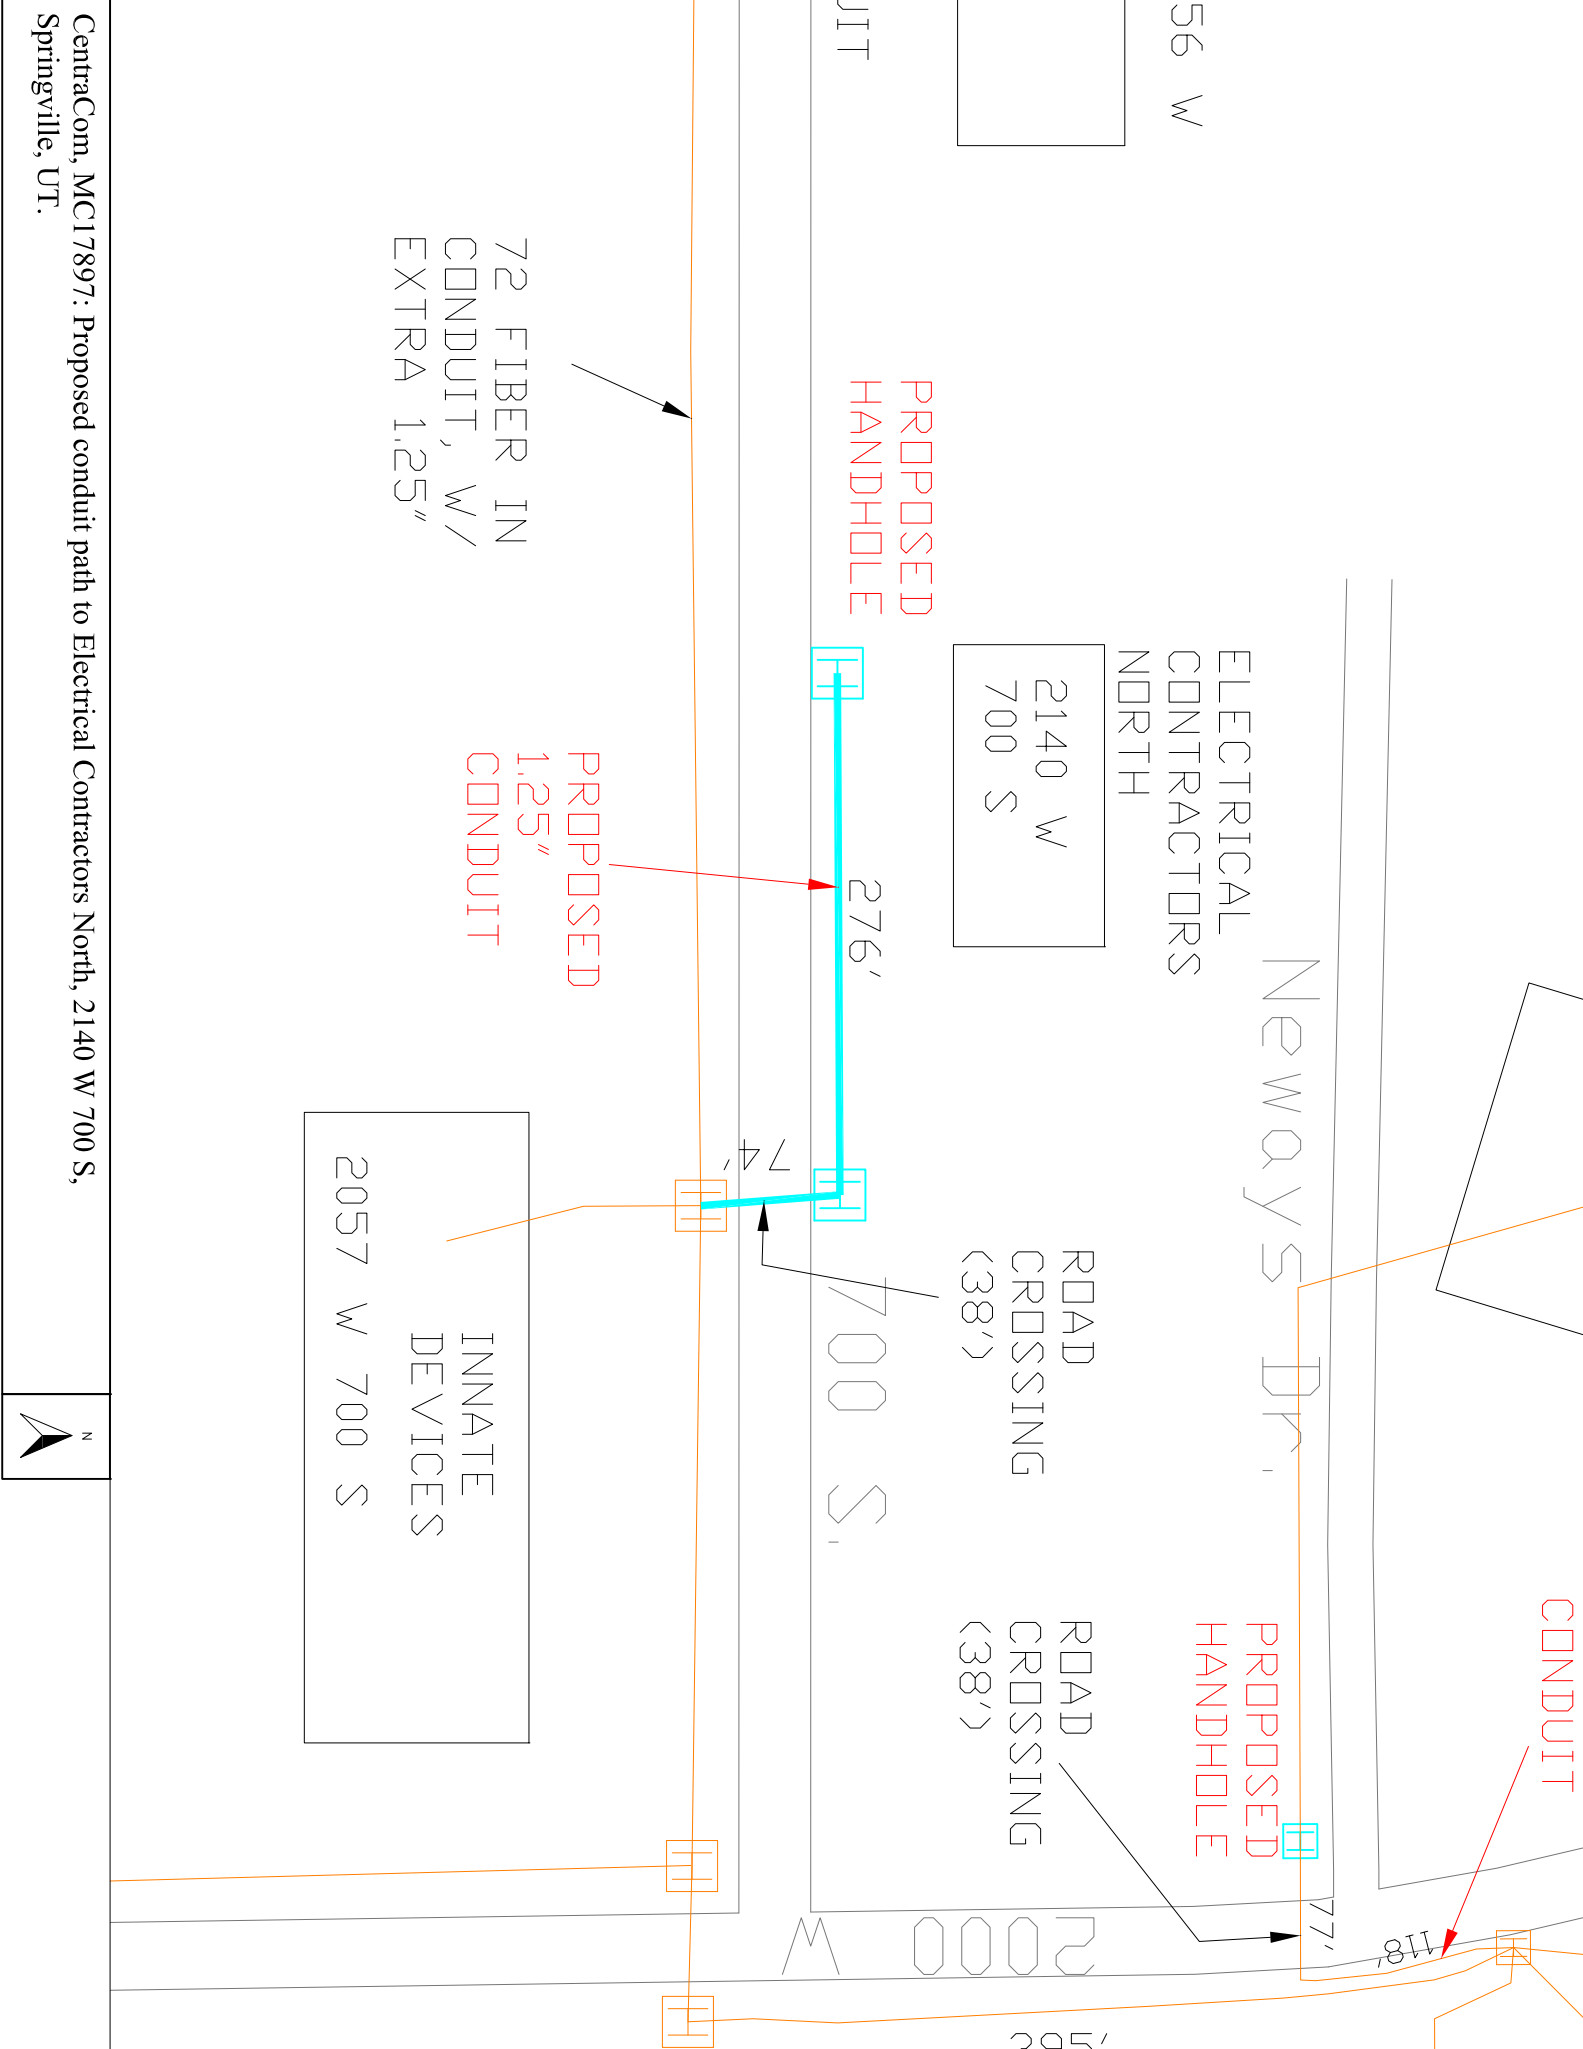 56 W
UIT
PROPOSED
HANDHOLE
72 FIBER IN
CONDUIT, W/
EXTRA 1.25"
ELECTRICAL
CONTRACTORS
NORTH
2140 W
700 S
276'
PROPOSED
1.25"
CONDUIT
Neways Dr.
74'
ROAD
CROSSING
(38')
700 S.
2057 W 700 S
INNATE
DEVICES
CONDUIT
PROPOSED
HANDHOLE
ROAD
CROSSING
(38')
77'
118'
2000 W
CentraCom, MC17897: Proposed conduit path to Electrical Contractors North, 2140 W 700 S,
Springville, UT.
N